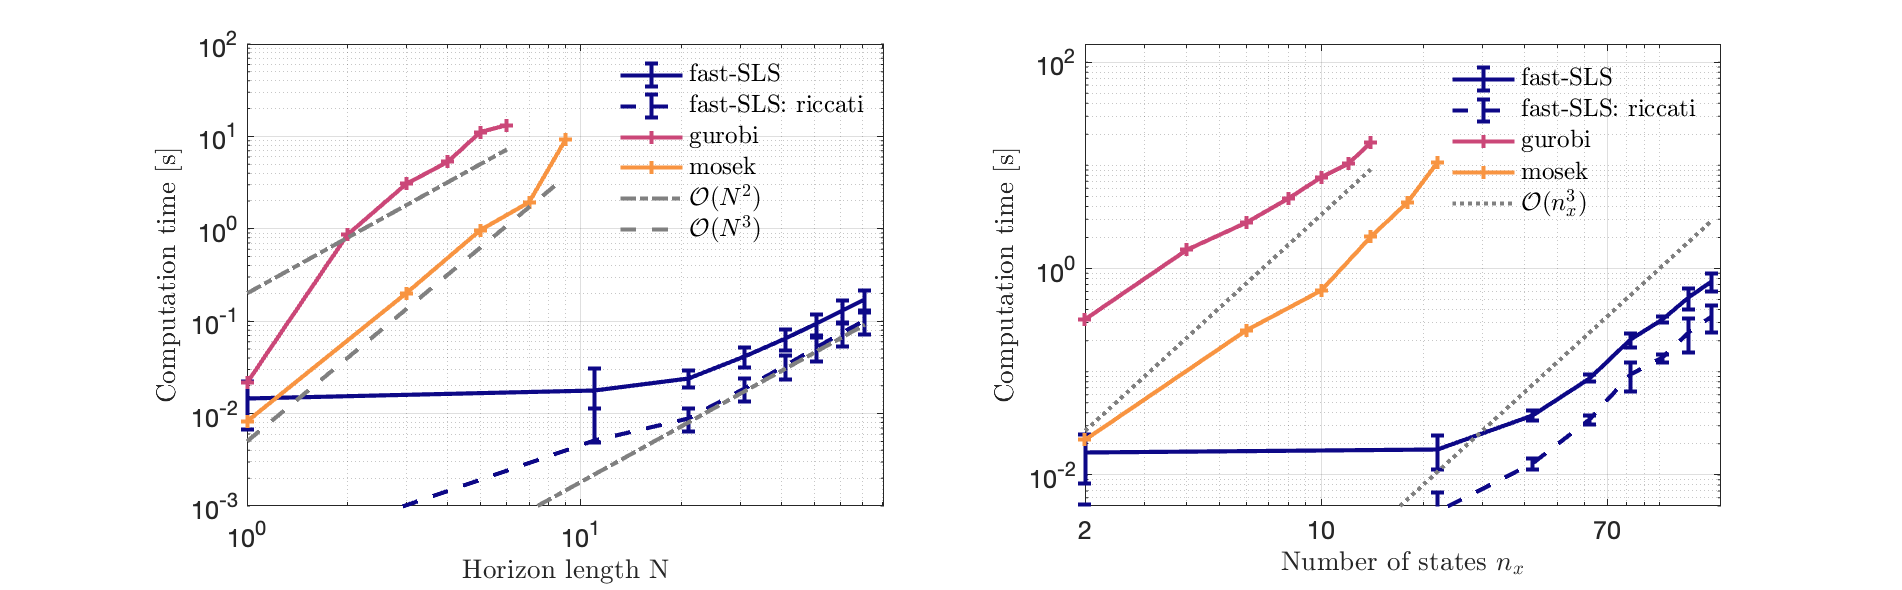 10^2
10^1
10^0
10^-1
10^-2
10^-3
Computation time [s]
fast-SLS
fast-SLS: riccati
gurobi
mosek
𝒪(N^2)
𝒪(N^3)
10^0
10^1
Horizon length N
10^2
10^0
10^-2
Computation time [s]
fast-SLS
fast-SLS: riccati
gurobi
mosek
𝒪(n_x^3)
2
10
70
Number of states n_x